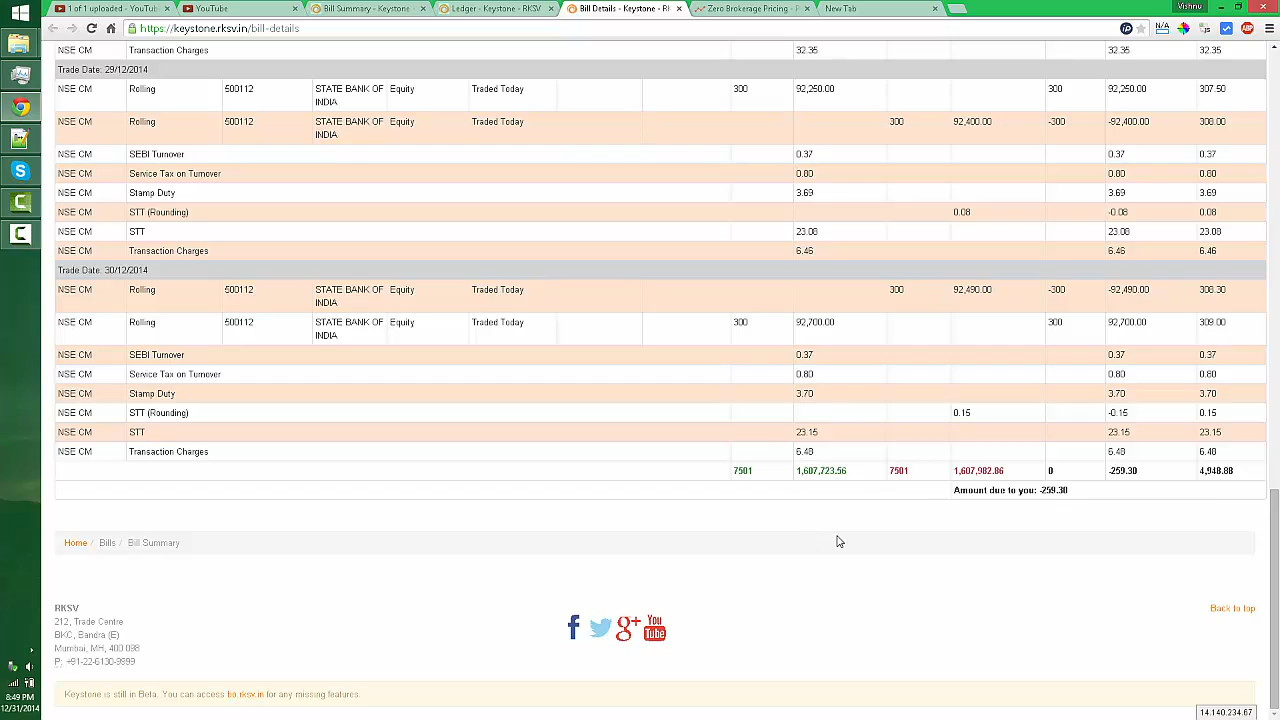 1 of 1 uploaded - YouTub
YouTube
Bill Summary - Keystone
Ledger - Keystone - RKSV
Bill Details - Keystone - RI
Zero Brokerage Pricing - P
New Tab
Vishnu
https://keystone.rksv.in/bill-details
NSE CM Transaction Charges 32.35 32.35 32.35
Trade Date: 29/12/2014
NSE CM Rolling 500112 STATE BANK OF INDIA Equity Traded Today 300 92,250.00 300 92,250.00 307.50
NSE CM Rolling 500112 STATE BANK OF INDIA Equity Traded Today 300 92,400.00 -300 -92,400.00 308.00
NSE CM SEBI Turnover 0.37 0.37 0.37
NSE CM Service Tax on Turnover 0.80 0.80 0.80
NSE CM Stamp Duty 3.69 3.69 3.69
NSE CM STT (Rounding) 0.08 -0.08 0.08
NSE CM STT 23.08 23.08 23.08
NSE CM Transaction Charges 6.46 6.46 6.46
Trade Date: 30/12/2014
NSE CM Rolling 500112 STATE BANK OF INDIA Equity Traded Today 300 92,490.00 -300 -92,490.00 308.30
NSE CM Rolling 500112 STATE BANK OF INDIA Equity Traded Today 300 92,700.00 300 92,700.00 309.00
NSE CM SEBI Turnover 0.37 0.37 0.37
NSE CM Service Tax on Turnover 0.80 0.80 0.80
NSE CM Stamp Duty 3.70 3.70 3.70
NSE CM STT (Rounding) 0.15 -0.15 0.15
NSE CM STT 23.15 23.15 23.15
NSE CM Transaction Charges 6.48 6.48 6.48
7501 1,607,723.56 7501 1,607,982.86 0 -259.30 4,948.88
Amount due to you: -259.30
Home / Bills / Bill Summary
RKSV
212, Trade Centre
BKC, Bandra (E)
Mumbai, MH, 400 098
P: +91-22-6130-9999
You Tube
Back to top
Keystone is still in Beta. You can access bo.rksv.in for any missing features.
8:49 PM
12/31/2014
14.140.234.67